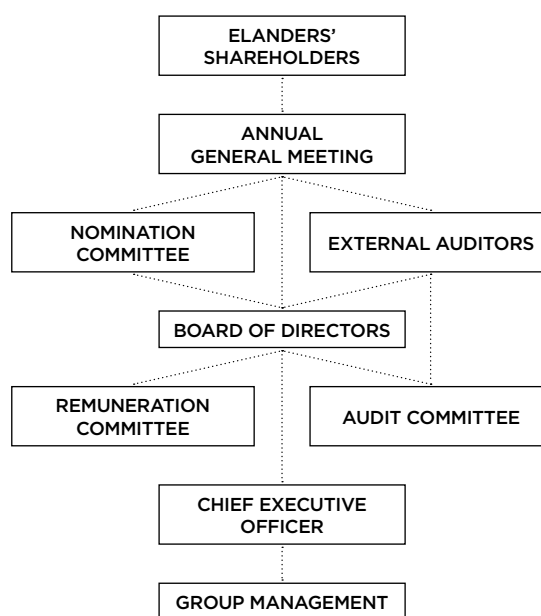 ELANDERS’
SHAREHOLDERS
ANNUAL
GENERAL MEETING
NOMINATION
COMMITTEE
EXTERNAL AUDITORS
BOARD OF DIRECTORS
REMUNERATION
COMMITTEE
AUDIT COMMITTEE
CHIEF EXECUTIVE
OFFICER
GROUP MANAGEMENT